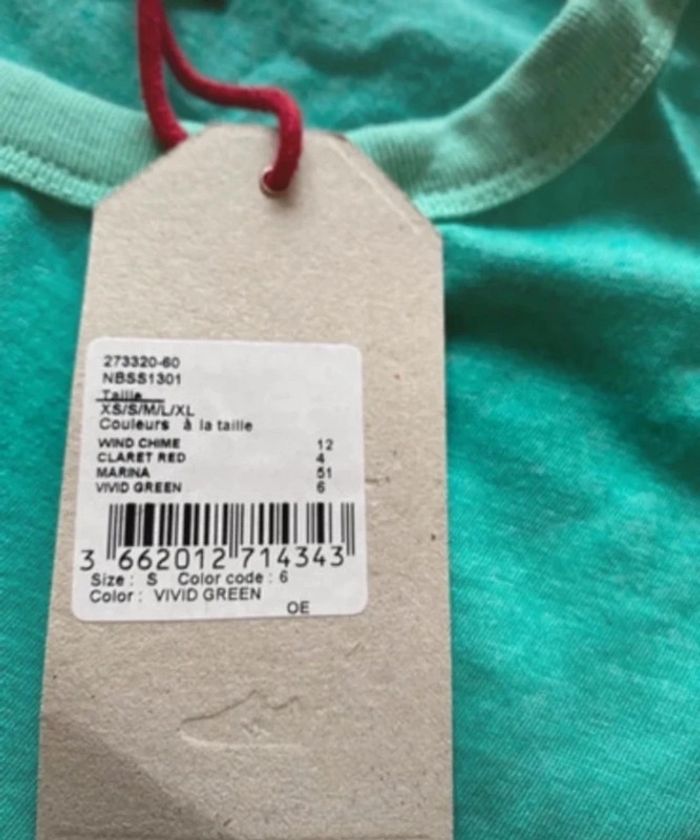 273320-60
NBSS1301
Taille
XS/S/M/L/XL
Couleurs à la taille
WIND CHIME 12
CLARET RED 4
MARINA 51
VIVID GREEN 6
3 662012 714343
Size : S Color code : 6
Color : VIVID GREEN
OE